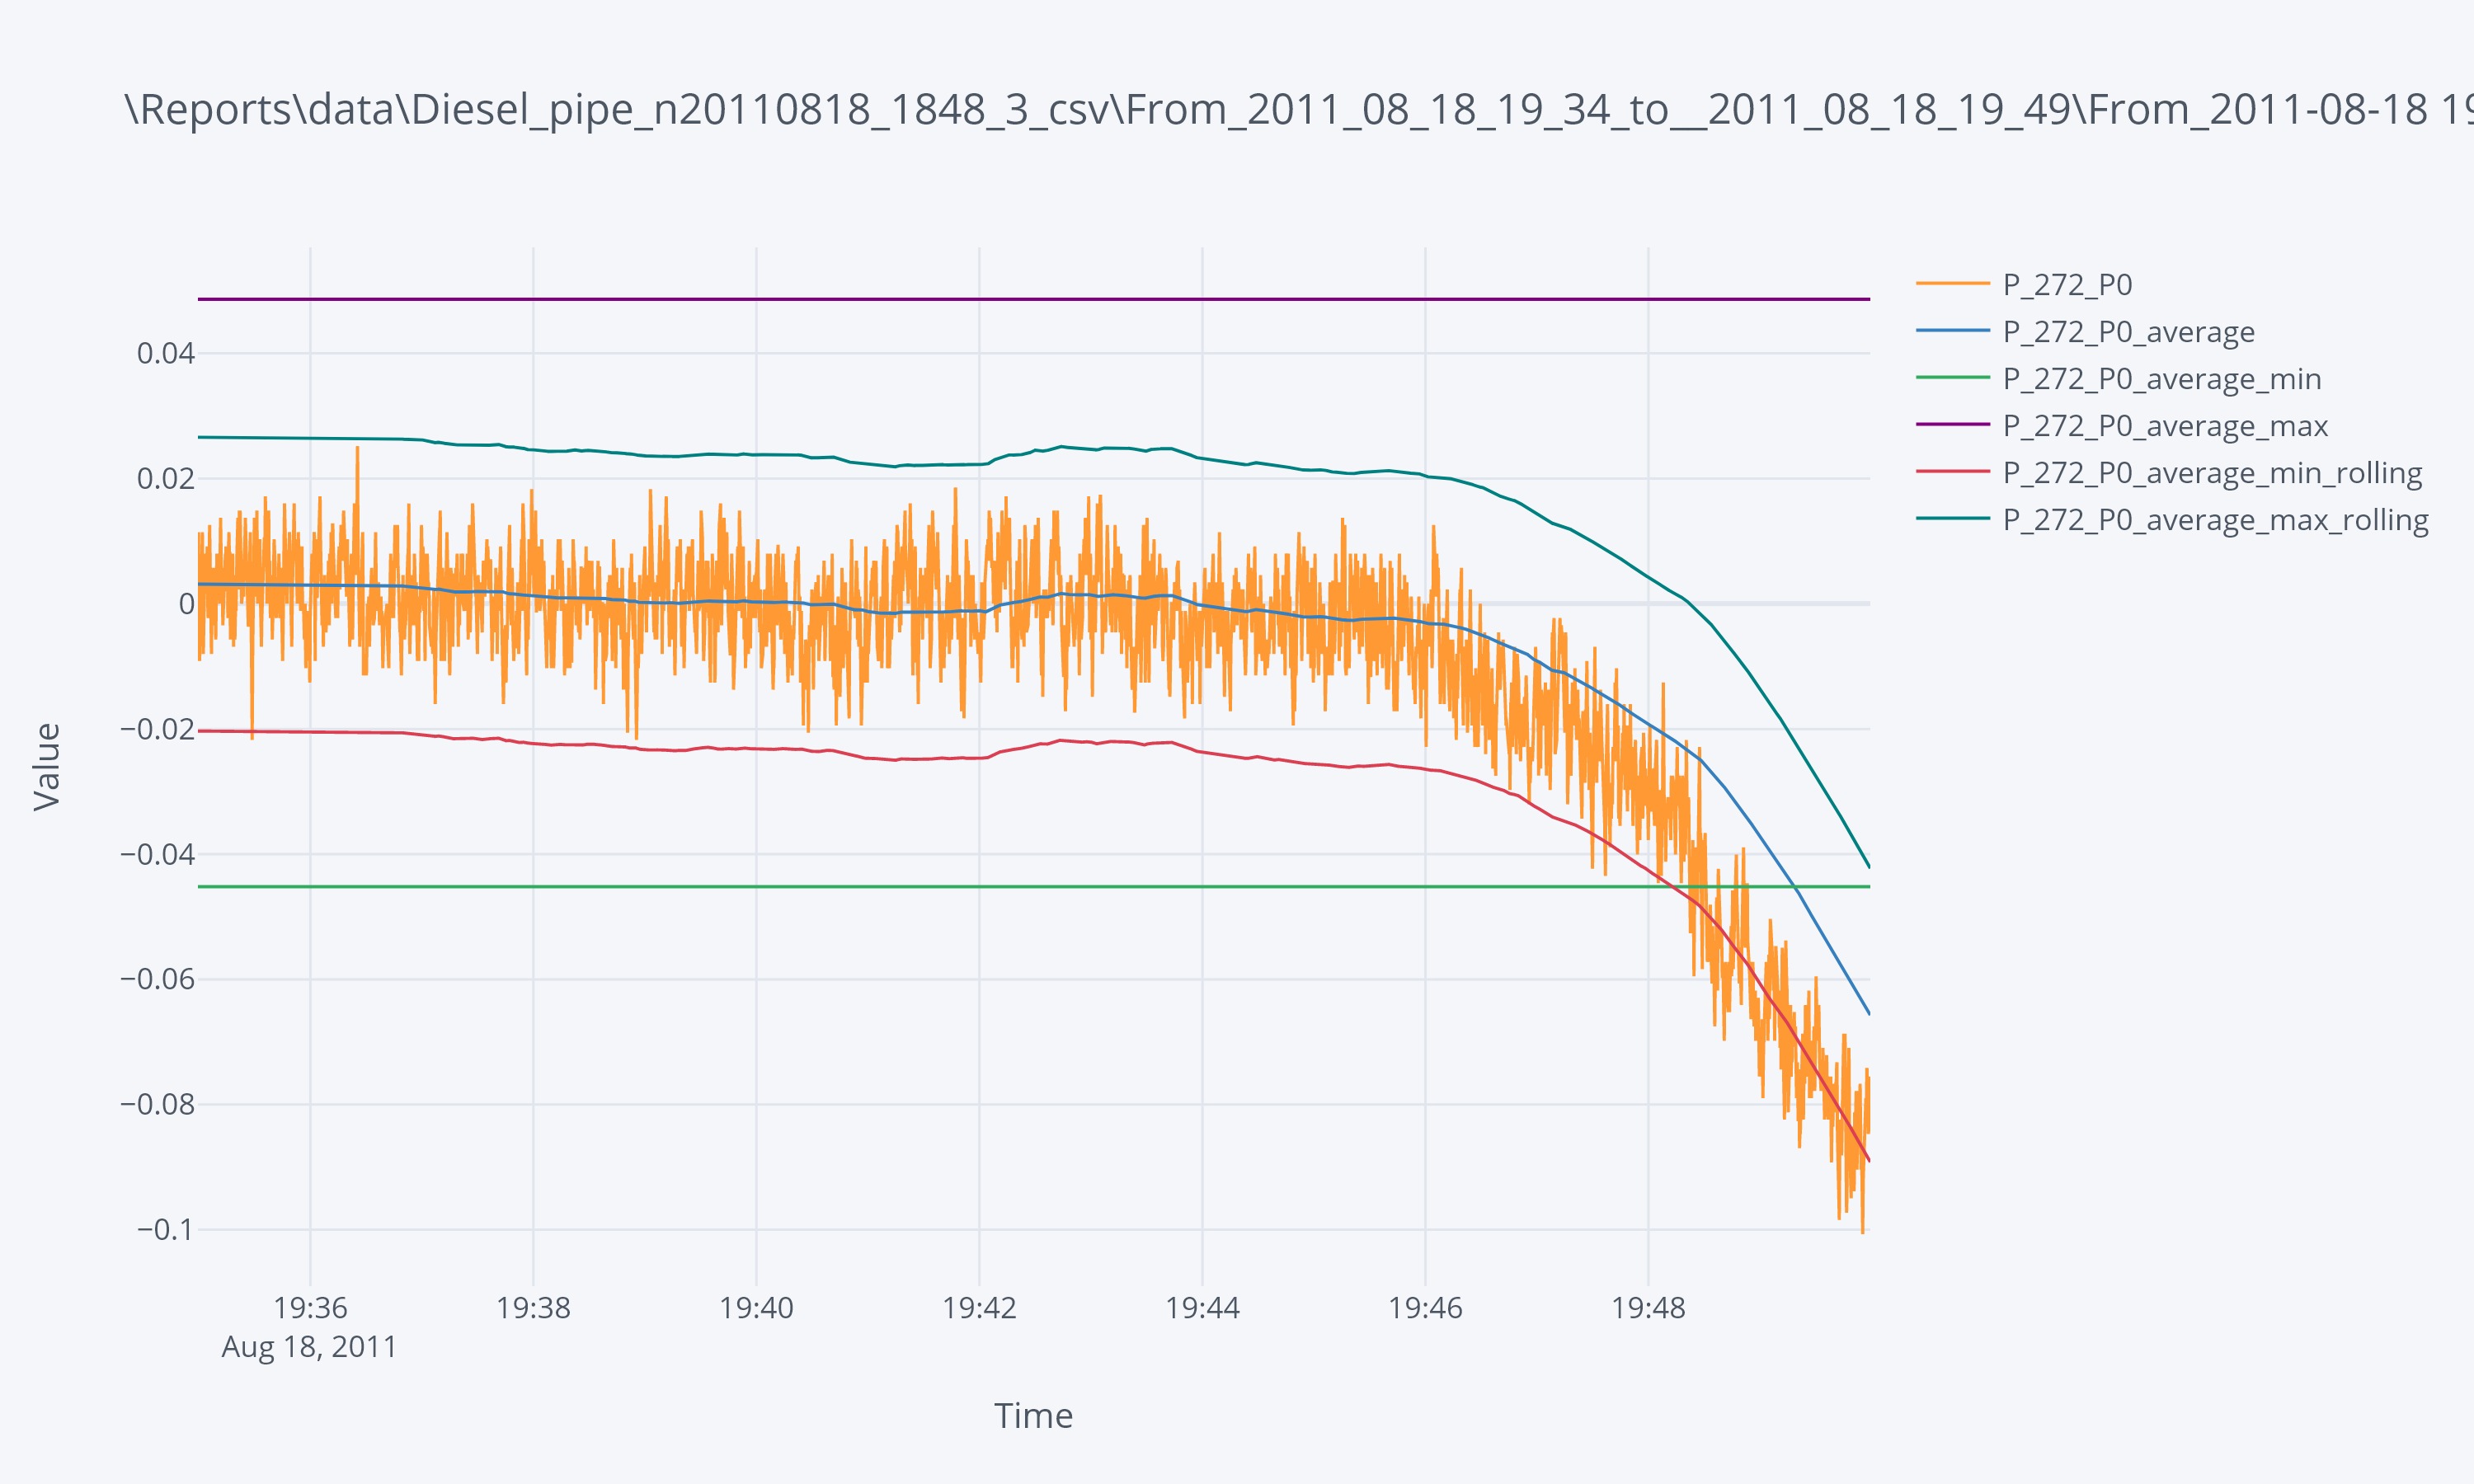 \Reports\data\Diesel_pipe_n20110818_1848_3_csv\From_2011_08_18_19_34_to__2011_08_18_19_49\From_2011-08-18 19
P_272_P0
P_272_P0_average
P_272_P0_average_min
P_272_P0_average_max
P_272_P0_average_min_rolling
P_272_P0_average_max_rolling
Value
0.04
0.02
0
−0.02
−0.04
−0.06
−0.08
−0.1
19:36 19:38 19:40 19:42 19:44 19:46 19:48
Aug 18, 2011
Time